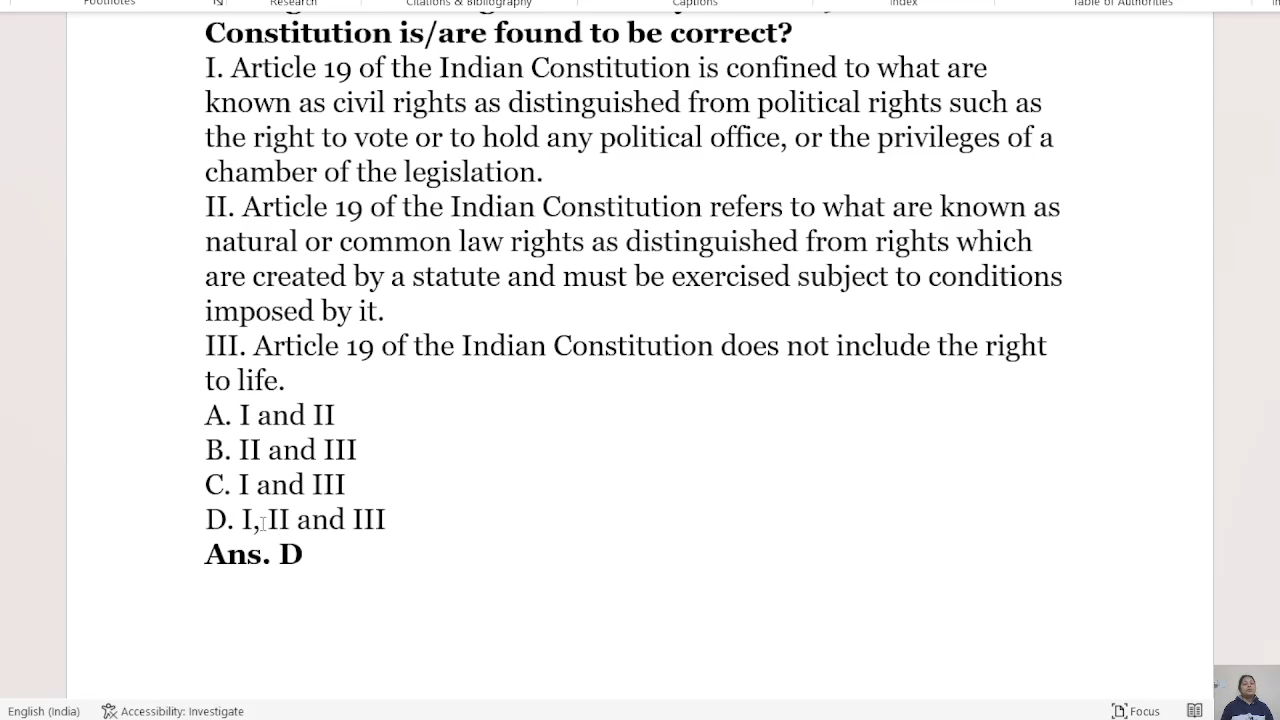 Footnotes Research Citations & Bibliography Captions Index Table of Authorities
Constitution is/are found to be correct?
I. Article 19 of the Indian Constitution is confined to what are
known as civil rights as distinguished from political rights such as
the right to vote or to hold any political office, or the privileges of a
chamber of the legislation.
II. Article 19 of the Indian Constitution refers to what are known as
natural or common law rights as distinguished from rights which
are created by a statute and must be exercised subject to conditions
imposed by it.
III. Article 19 of the Indian Constitution does not include the right
to life.
A. I and II
B. II and III
C. I and III
D. I, II and III
Ans. D
English (India) Accessibility: Investigate Focus